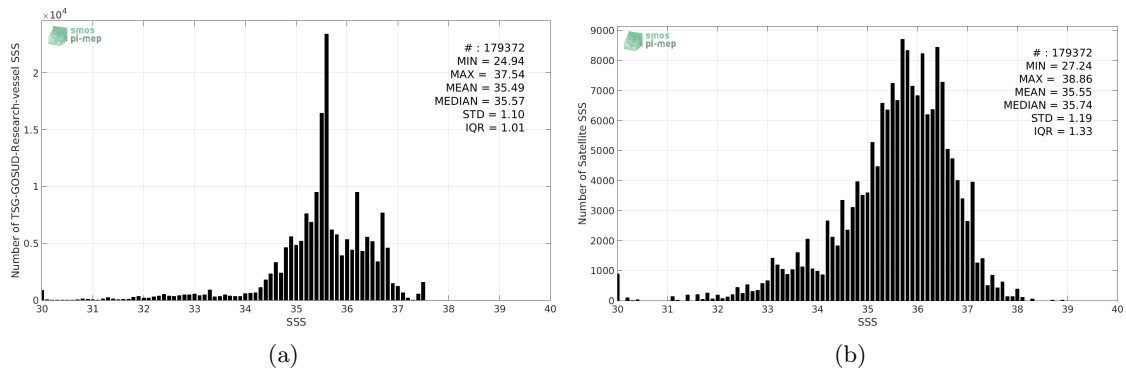 ×10⁴
smos
pi-mep
# : 179372
MIN = 24.94
MAX = 37.54
MEAN = 35.49
MEDIAN = 35.57
STD = 1.10
IQR = 1.01
Number of TSG-GOSUD-Research-vessel SSS
2
1.5
1
0.5
0
30 31 32 33 34 35 36 37 38 39 40
SSS
(a)
smos
pi-mep
# : 179372
MIN = 27.24
MAX = 38.86
MEAN = 35.55
MEDIAN = 35.74
STD = 1.19
IQR = 1.33
Number of Satellite SSS
9000
8000
7000
6000
5000
4000
3000
2000
1000
0
30 31 32 33 34 35 36 37 38 39 40
SSS
(b)